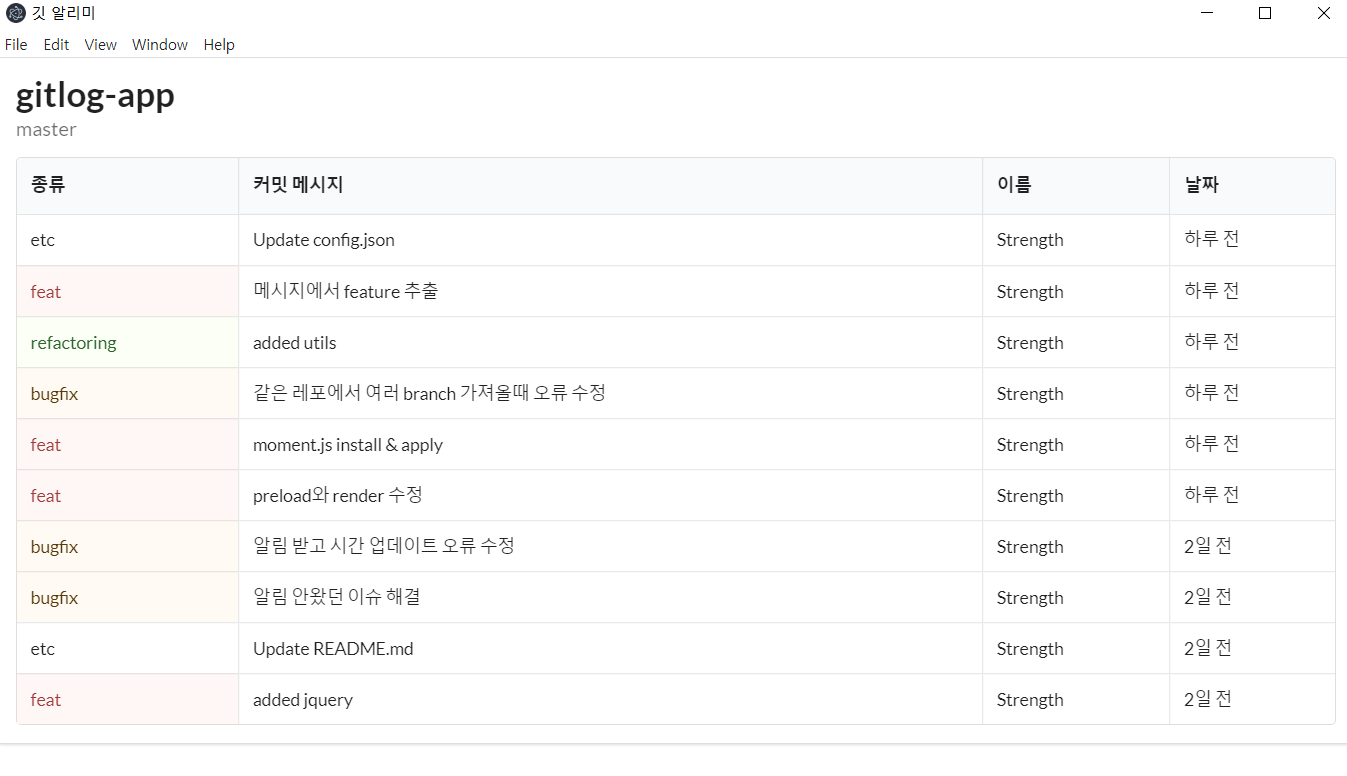 깃 알리미
File Edit View Window Help
gitlog-app
master
종류 커밋 메시지 이름 날짜
etc Update config.json Strength 하루 전
feat 메시지에서 feature 추출 Strength 하루 전
refactoring added utils Strength 하루 전
bugfix 같은 레포에서 여러 branch 가져올때 오류 수정 Strength 하루 전
feat moment.js install & apply Strength 하루 전
feat preload와 render 수정 Strength 하루 전
bugfix 알림 받고 시간 업데이트 오류 수정 Strength 2일 전
bugfix 알림 안왔던 이슈 해결 Strength 2일 전
etc Update README.md Strength 2일 전
feat added jquery Strength 2일 전